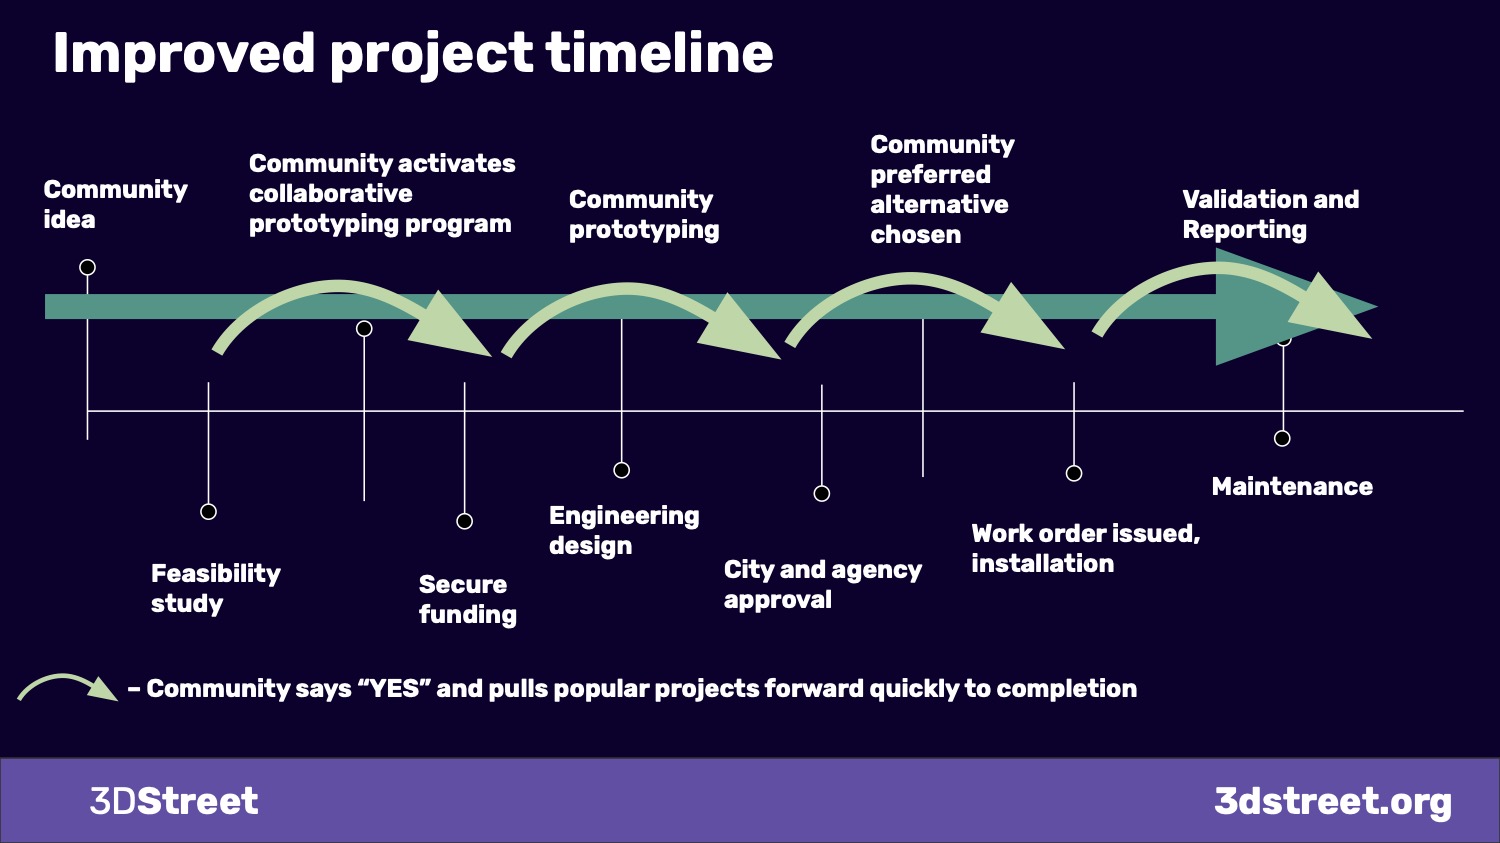 Improved project timeline
Community
idea
Community activates
collaborative
prototyping program
Community
prototyping
Community
preferred
alternative
chosen
Validation and
Reporting
Feasibility
study
Secure
funding
Engineering
design
City and agency
approval
Work order issued,
installation
Maintenance
– Community says “YES” and pulls popular projects forward quickly to completion
3DStreet
3dstreet.org